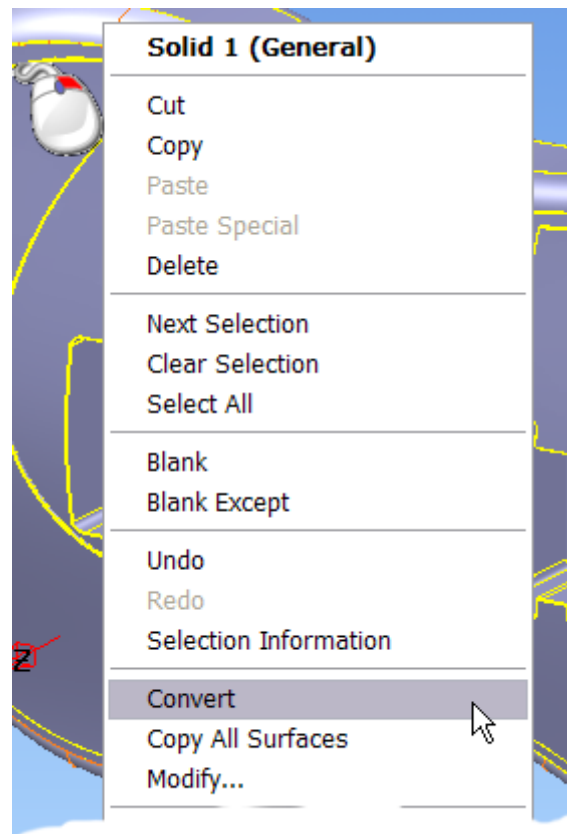 Solid 1 (General)
Cut
Copy
Paste
Paste Special
Delete
Next Selection
Clear Selection
Select All
Blank
Blank Except
Undo
Redo
Selection Information
Z
Convert
Copy All Surfaces
Modify...